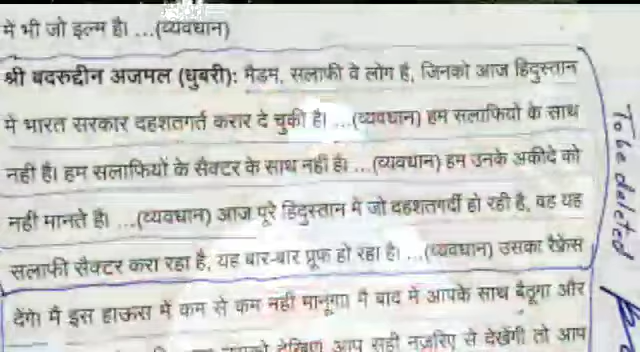 में भी जो इल्म है। ...(व्यवधान)
श्री बदरुद्दीन अजमल (धुबरी): मैडम, सलाफी वे लोग है, जिनको आज हिदुस्तान
मे भारत सरकार दहशतगर्त करार दे चुकी है। ...(व्यवधान) हम सलाफियो के साथ
नही है। हम सलाफियों के सैक्टर के साथ नही है। ...(व्यवधान) हम उनके अकीदे को
नही मानते है। ...(व्यवधान) आज पूरे हिदुस्तान मे जो दहशतगर्दी हो रही है, वह यह
सलाफी सैक्टर करा रहा है, यह बार-बार प्रूफ हो रहा है। ...(व्यवधान) उसका रैफ्रेंस
देंगे। मै इस हाऊस में कम से कम नही मानूंगा। मै बाद मे आपके साथ बैठूगा और
देखिए आप सही नज़रिए से देखेंगी तो आप
To be deleted